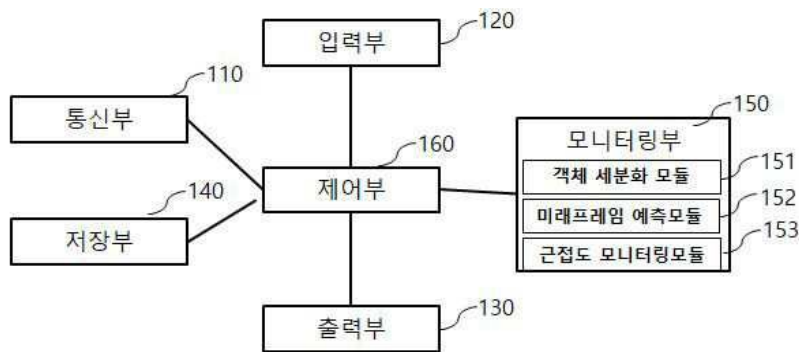 120
입력부
110
통신부
150
모니터링부
160
151
객체 세분화 모듈
제어부
152
140
미래프레임 예측모듈
저장부
153
근접도 모니터링모듈
130
출력부